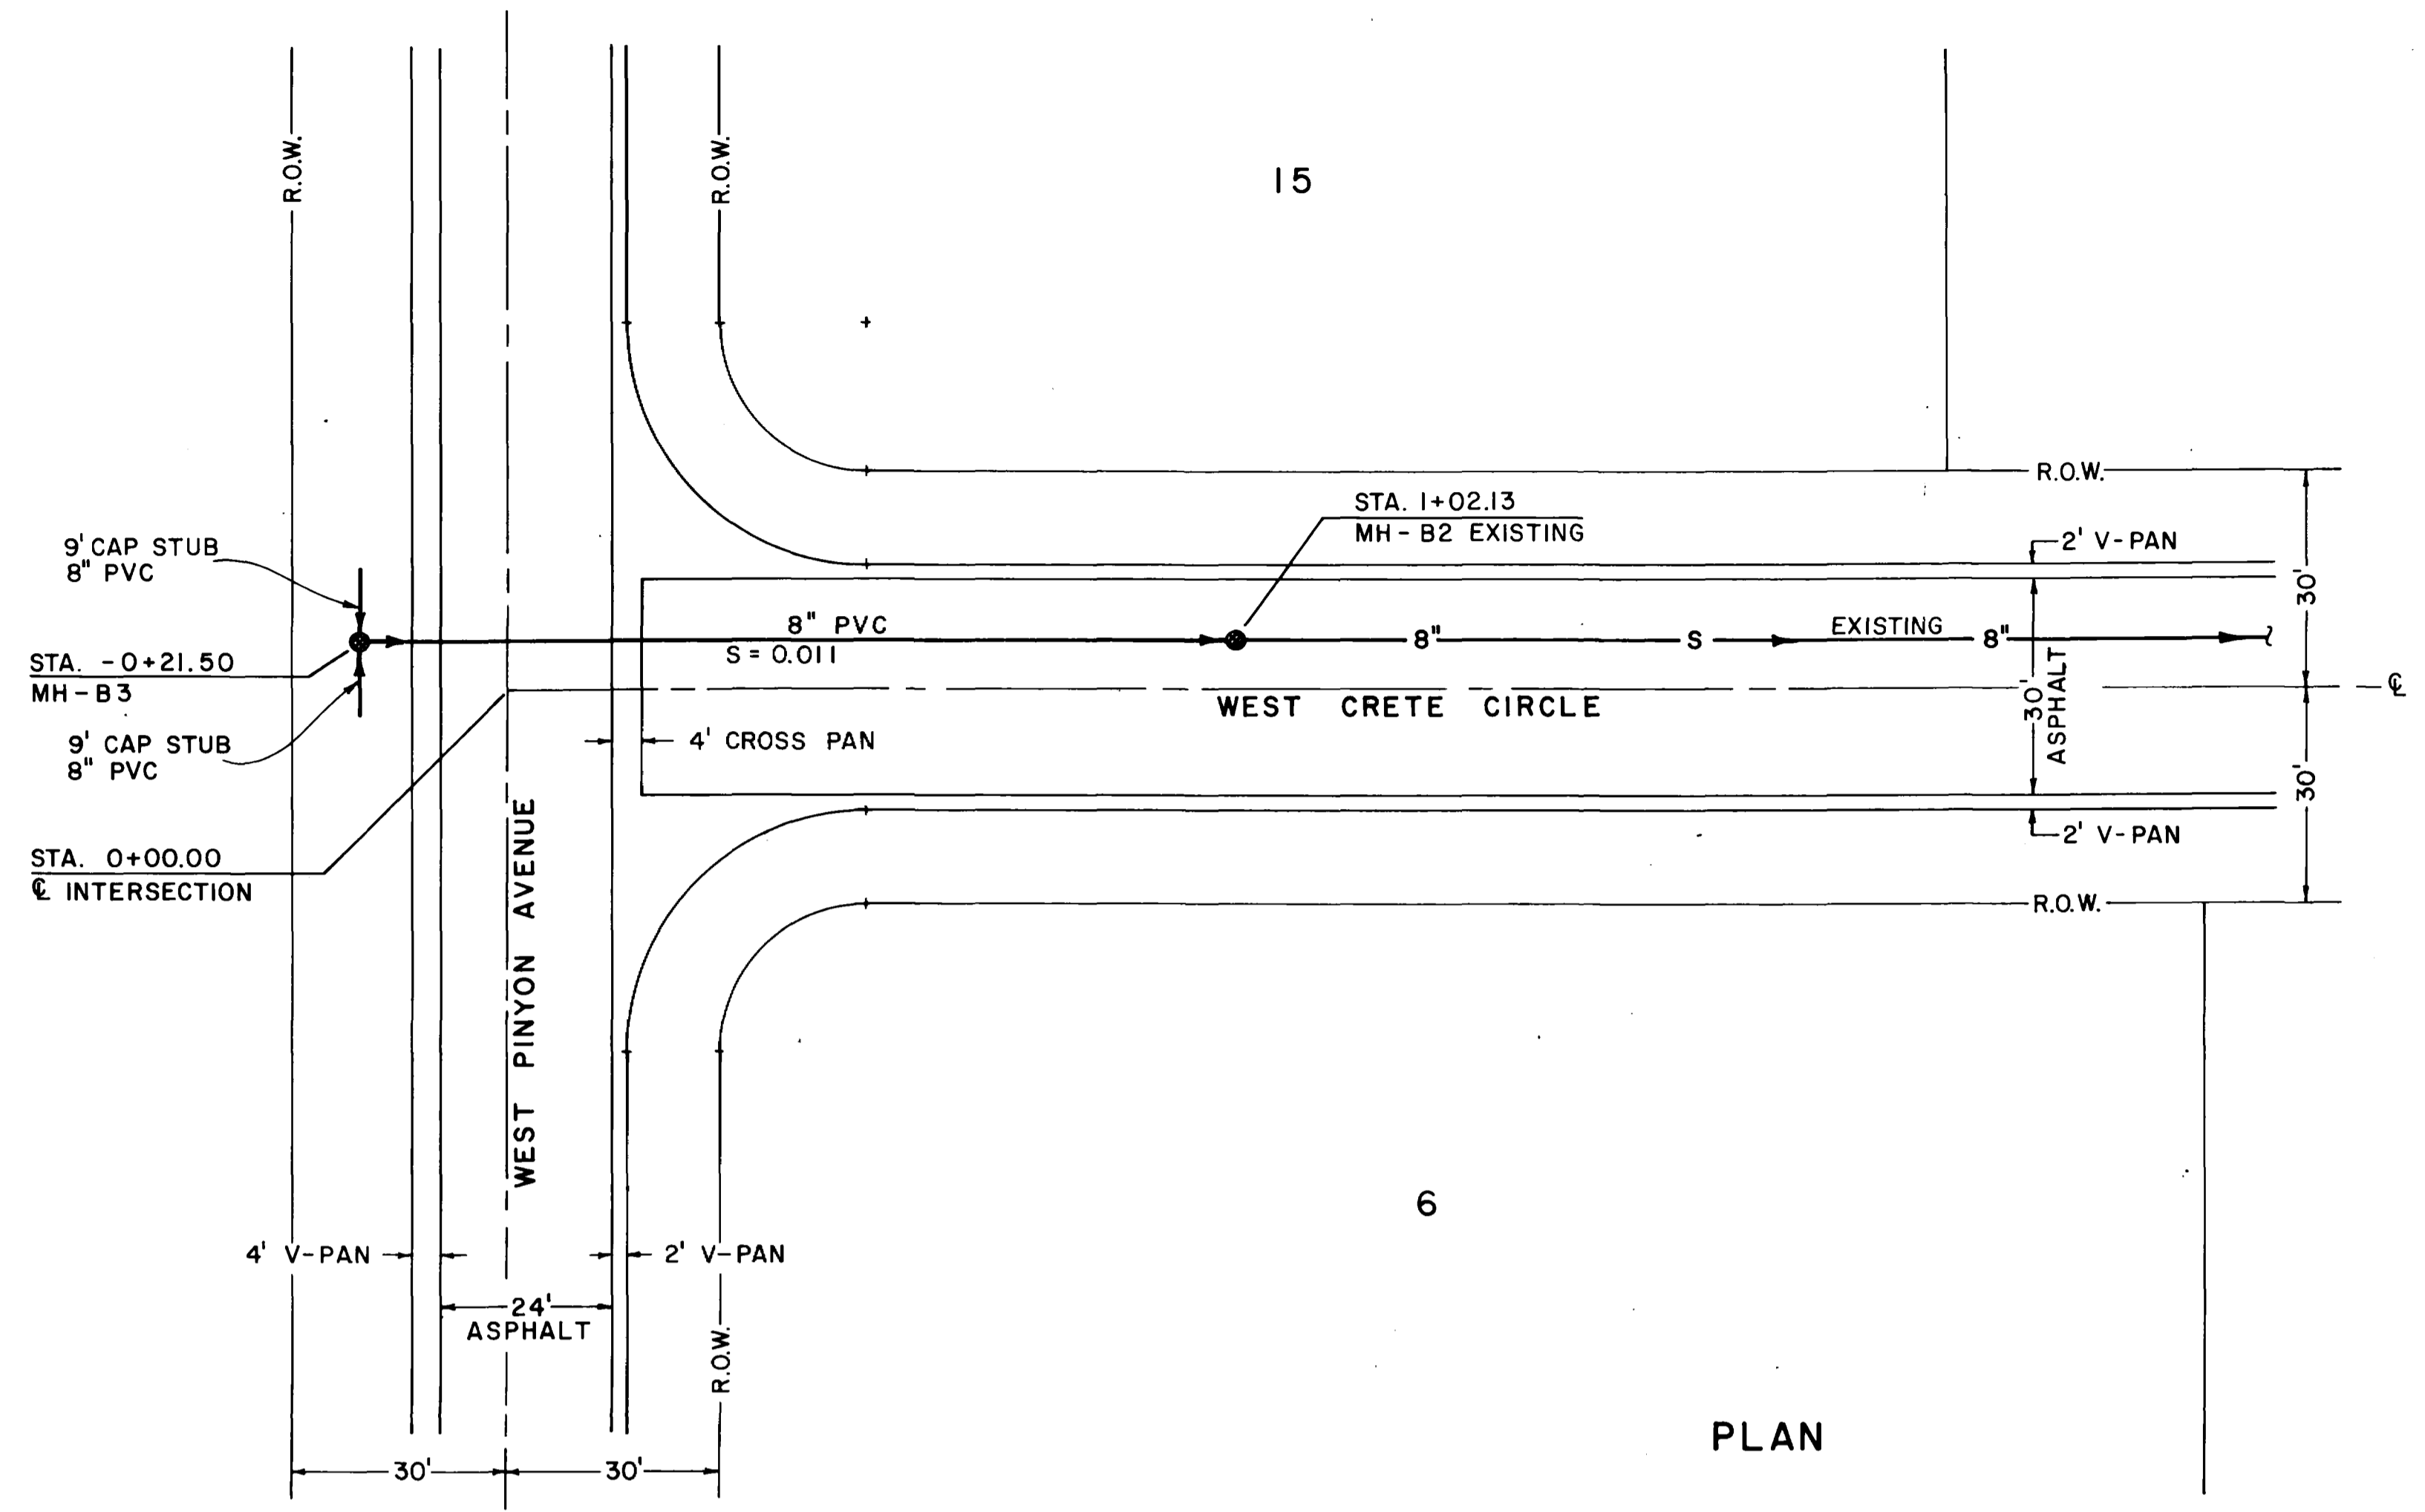 R.O.W.
R.O.W.
15
R.O.W.
STA. 1+02.13
MH-B2 EXISTING
2' V-PAN
9' CAP STUB
8" PVC
30'
8" PVC
S = 0.011
8"
S
EXISTING
8"
STA. -0+21.50
MH-B3
30'
ASPHALT
℄
WEST CRETE CIRCLE
9' CAP STUB
8" PVC
4' CROSS PAN
30'
2' V-PAN
STA. 0+00.00
℄ INTERSECTION
WEST PINYON AVENUE
R.O.W.
6
4' V-PAN
2' V-PAN
24'
ASPHALT
R.O.W.
PLAN
30'
30'